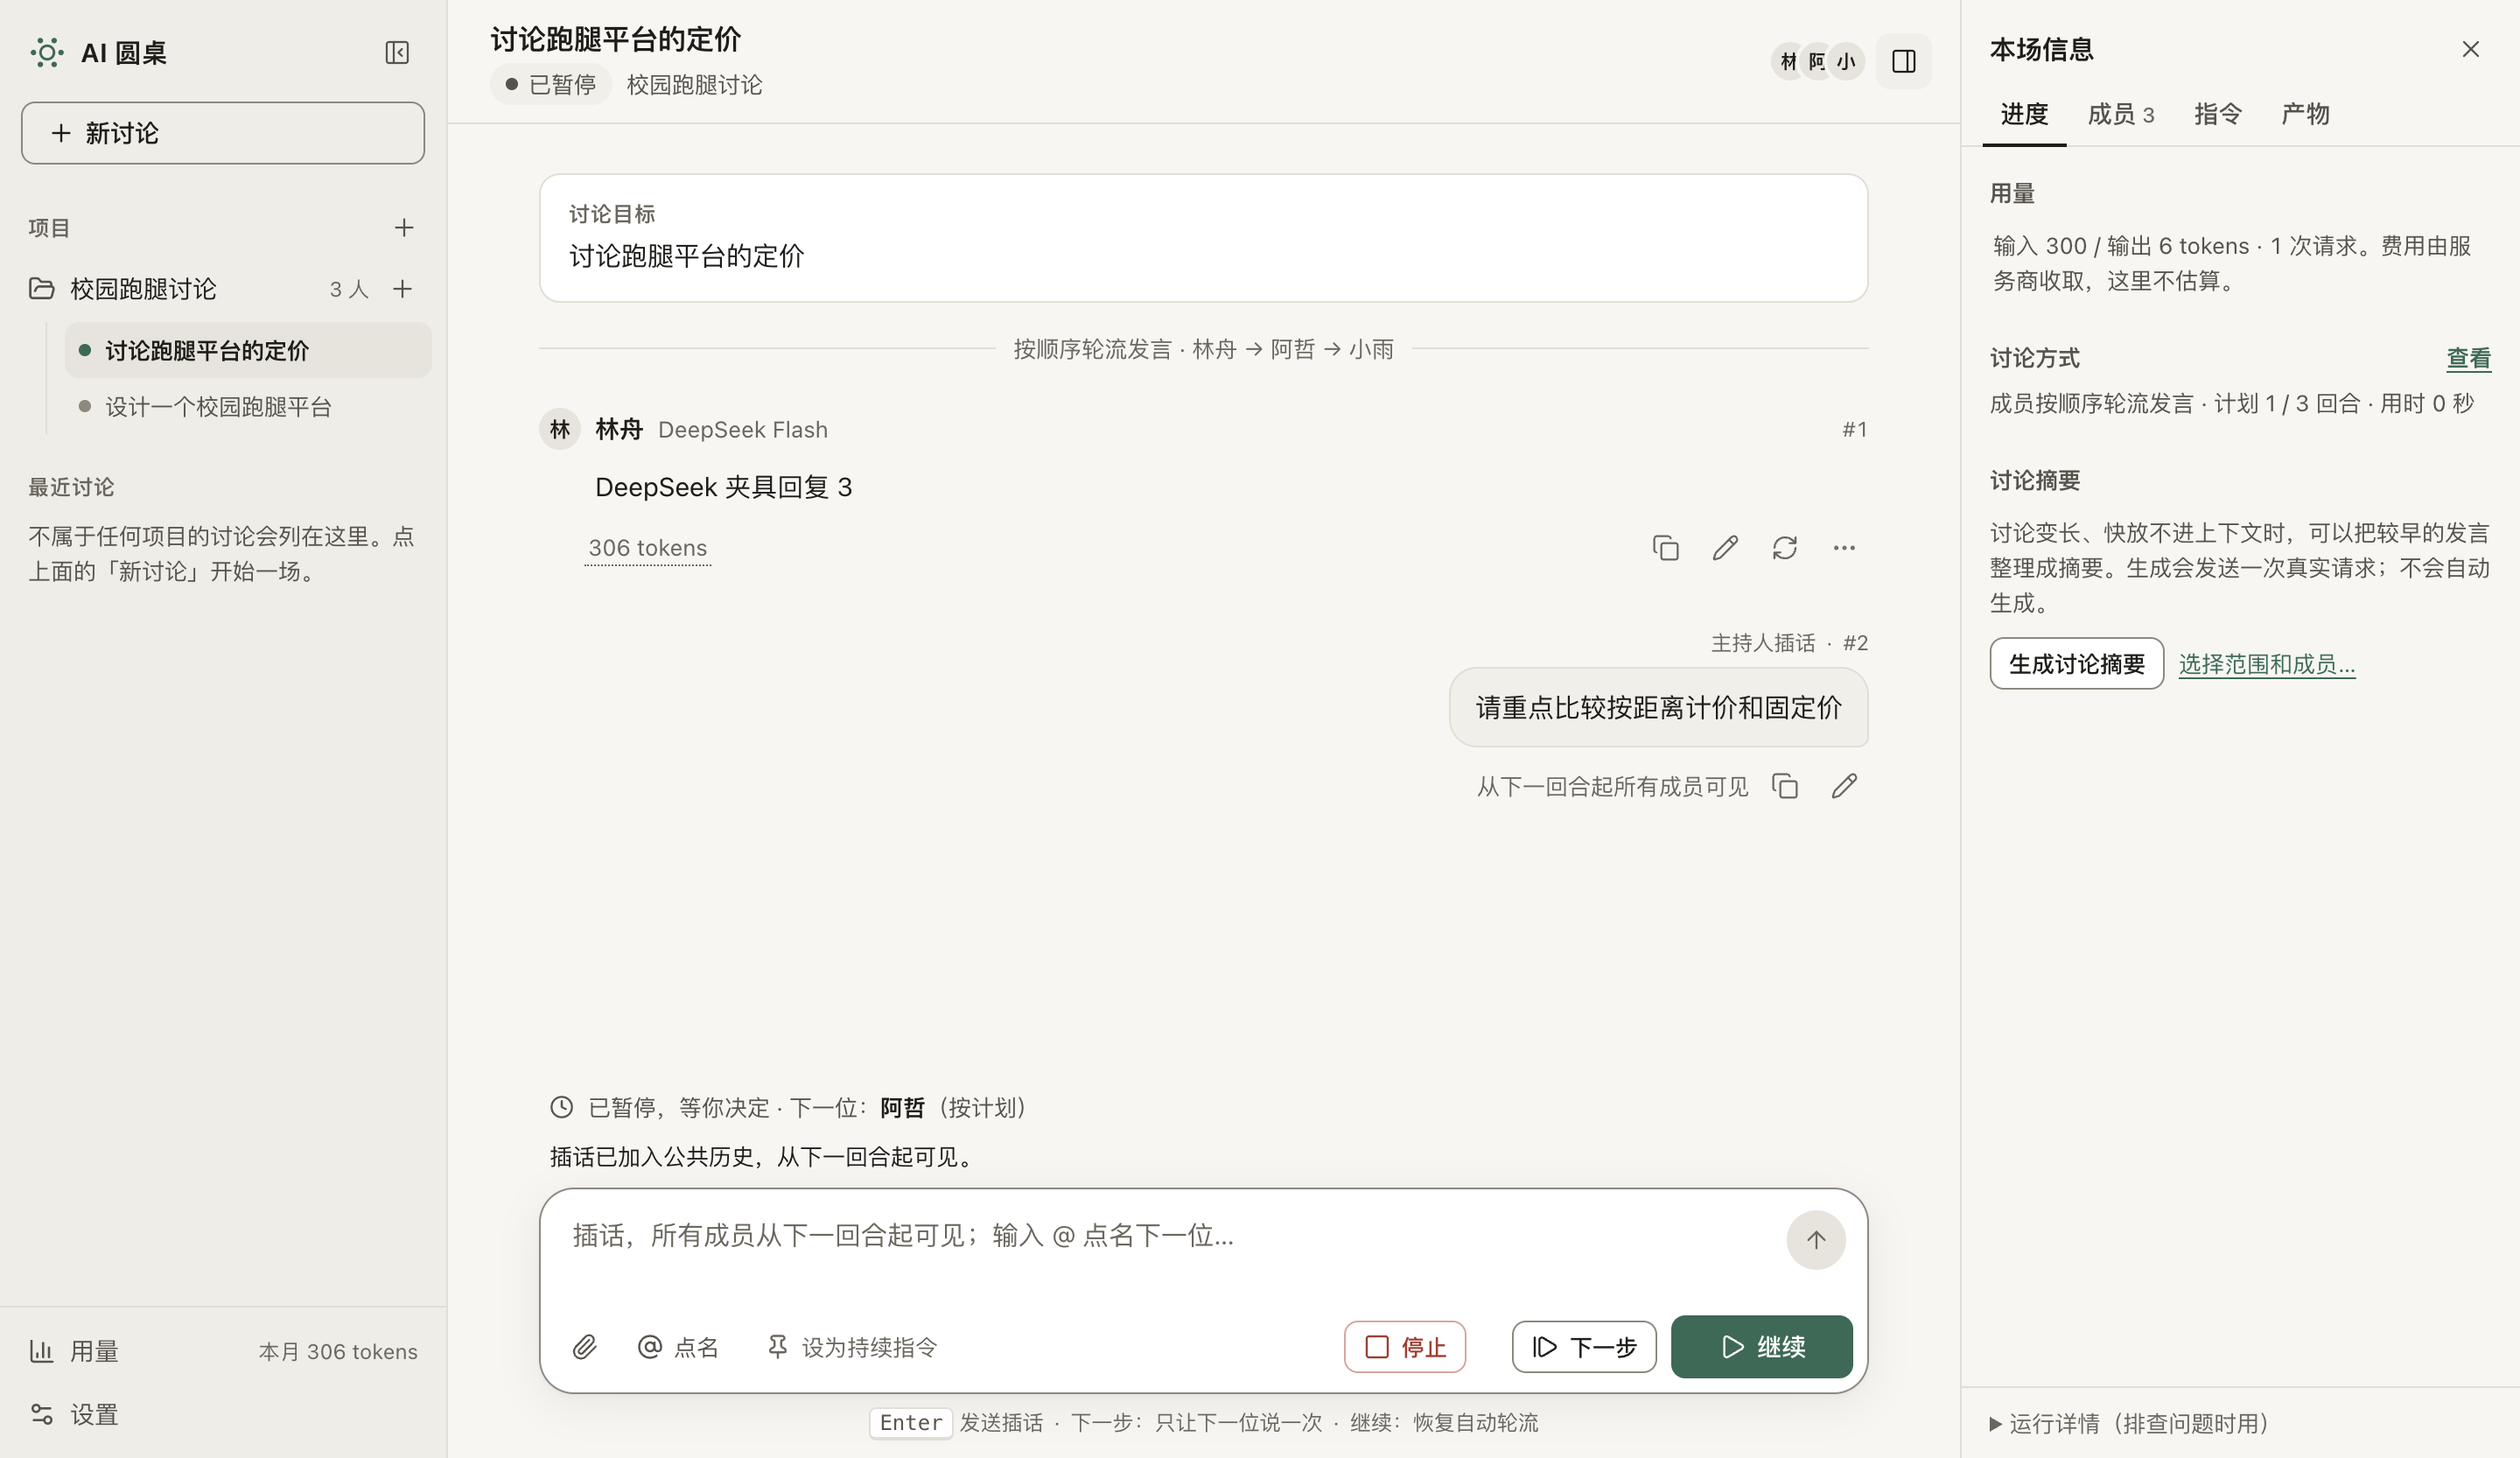 AI 圆桌
新讨论
项目
校园跑腿讨论 3 人
讨论跑腿平台的定价
设计一个校园跑腿平台
最近讨论
不属于任何项目的讨论会列在这里。点
上面的「新讨论」开始一场。
用量 本月 306 tokens
设置
讨论跑腿平台的定价
已暂停 校园跑腿讨论
林 阿 小
讨论目标
讨论跑腿平台的定价
按顺序轮流发言 · 林舟 → 阿哲 → 小雨
林 林舟 DeepSeek Flash #1
DeepSeek 夹具回复 3
306 tokens
主持人插话 · #2
请重点比较按距离计价和固定价
从下一回合起所有成员可见
已暂停，等你决定 · 下一位：阿哲（按计划）
插话已加入公共历史，从下一回合起可见。
插话，所有成员从下一回合起可见；输入 @ 点名下一位…
@ 点名 设为持续指令 停止 下一步 继续
Enter 发送插话 · 下一步：只让下一位说一次 · 继续：恢复自动轮流
本场信息
进度 成员 3 指令 产物
用量
输入 300 / 输出 6 tokens · 1 次请求。费用由服
务商收取，这里不估算。
讨论方式 查看
成员按顺序轮流发言 · 计划 1 / 3 回合 · 用时 0 秒
讨论摘要
讨论变长、快放不进上下文时，可以把较早的发言
整理成摘要。生成会发送一次真实请求；不会自动
生成。
生成讨论摘要 选择范围和成员…
运行详情（排查问题时用）